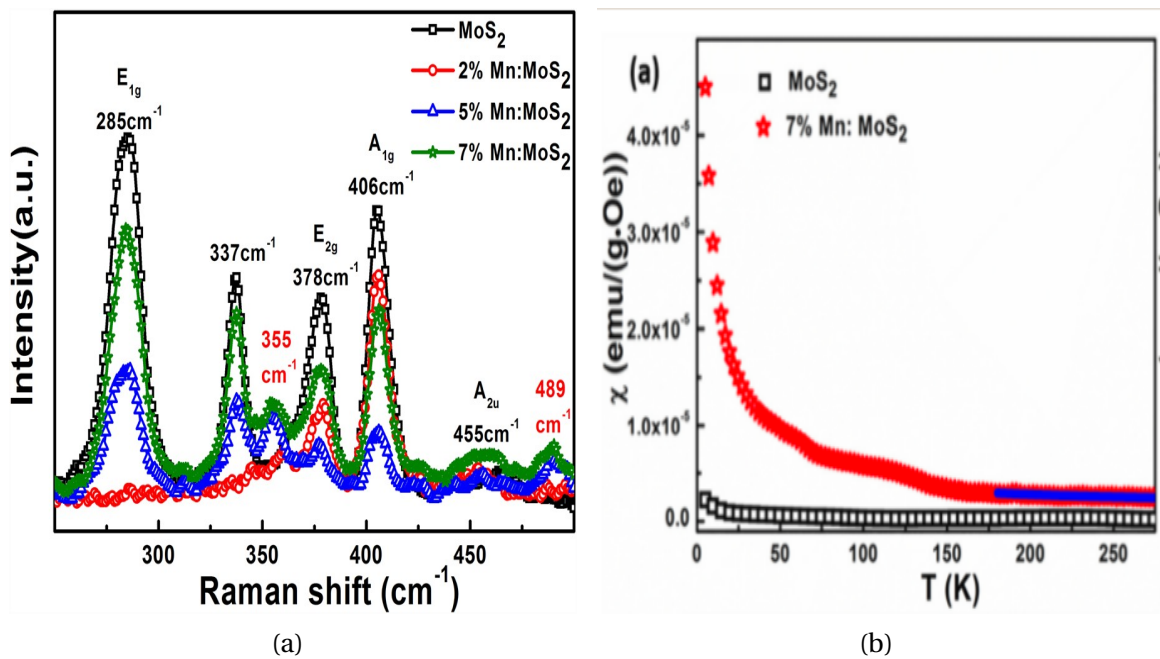 MoS2
2% Mn:MoS2
5% Mn:MoS2
7% Mn:MoS2
E1g
285cm-1
337cm-1
355
cm-1
E2g
378cm-1
A1g
406cm-1
A2u
455cm-1
489
cm-1
Intensity(a.u.)
300
350
400
450
Raman shift (cm-1)
(a)
(a)
MoS2
7% Mn: MoS2
χ (emu/(g.Oe))
4.0x10-5
3.0x10-5
2.0x10-5
1.0x10-5
0.0
0
50
100
150
200
250
T (K)
(b)